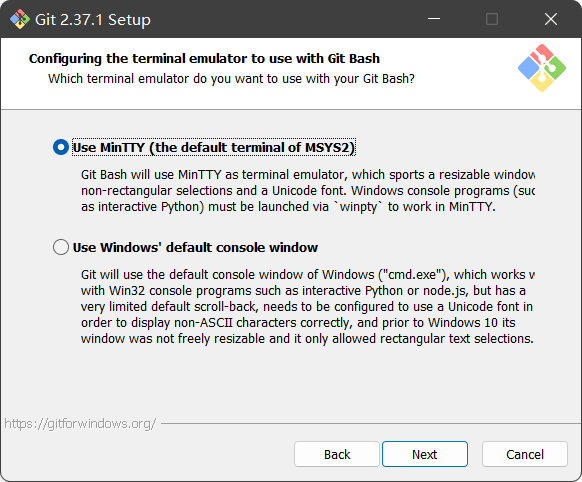 Git 2.37.1 Setup
Configuring the terminal emulator to use with Git Bash
Which terminal emulator do you want to use with your Git Bash?
Use MinTTY (the default terminal of MSYS2)
Git Bash will use MinTTY as terminal emulator, which sports a resizable window
non-rectangular selections and a Unicode font. Windows console programs (suc
as interactive Python) must be launched via `winpty` to work in MinTTY.
Use Windows' default console window
Git will use the default console window of Windows ("cmd.exe"), which works w
with Win32 console programs such as interactive Python or node.js, but has a
very limited default scroll-back, needs to be configured to use a Unicode font in
order to display non-ASCII characters correctly, and prior to Windows 10 its
window was not freely resizable and it only allowed rectangular text selections.
https://gitforwindows.org/
Back Next Cancel